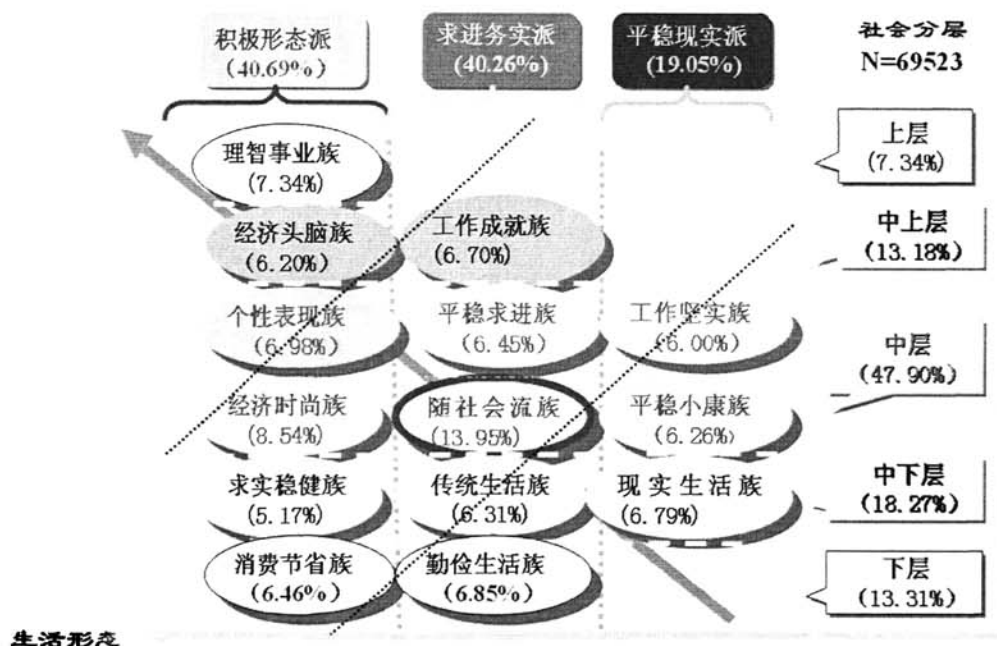 积极形态派
(40.69%)
求进务实派
(40.26%)
平稳现实派
(19.05%)
社会分层
N=69523
理智事业族
(7.34%)
上层
(7.34%)
经济头脑族
(6.20%)
工作成就族
(6.70%)
中上层
(13.18%)
个性表现族
(6.98%)
平稳求进族
(6.45%)
工作坚实族
(6.00%)
中层
(47.90%)
经济时尚族
(8.54%)
随社会流族
(13.95%)
平稳小康族
(6.26%)
求实稳健族
(5.17%)
传统生活族
(6.31%)
现实生活族
(6.79%)
中下层
(18.27%)
消费节省族
(6.46%)
勤俭生活族
(6.85%)
下层
(13.31%)
生活形态